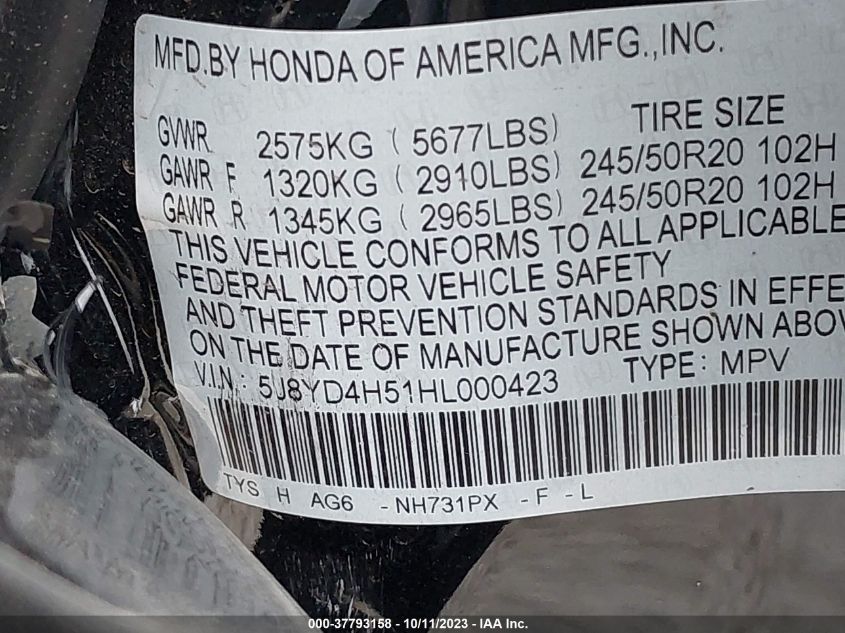 MFD.BY HONDA OF AMERICA MFG.,INC.
TIRE SIZE
GVWR 2575KG ( 5677LBS)
GAWR F 1320KG ( 2910LBS) 245/50R20 102H
GAWR R 1345KG ( 2965LBS) 245/50R20 102H
THIS VEHICLE CONFORMS TO ALL APPLICABLE
FEDERAL MOTOR VEHICLE SAFETY
AND THEFT PREVENTION STANDARDS IN EFFE
ON THE DATE OF MANUFACTURE SHOWN ABOV
V.I.N.: 5J8YD4H51HL000423 TYPE: MPV
TYS H AG6 -NH731PX -F -L
000-37793158 - 10/11/2023 - IAA Inc.